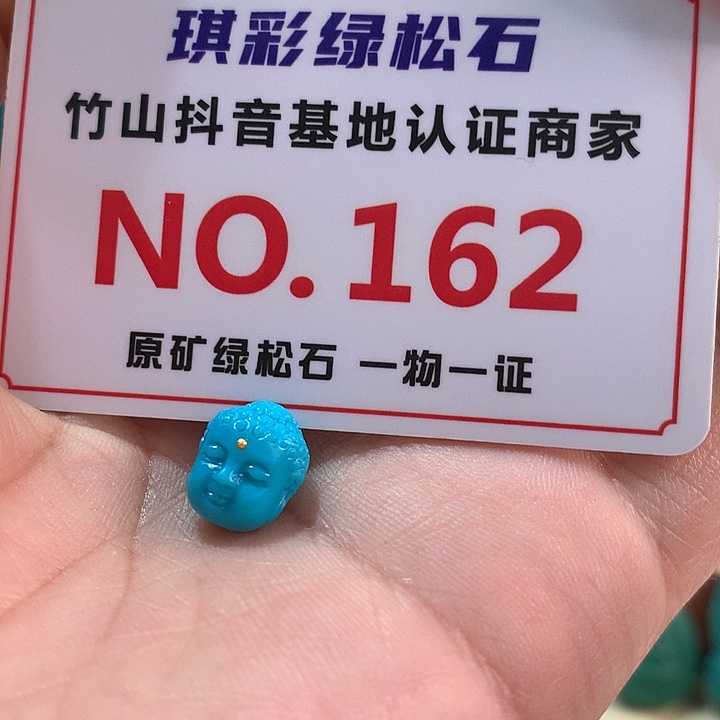 琪彩绿松石
竹山抖音基地认证商家
NO.162
原矿绿松石 一物一证